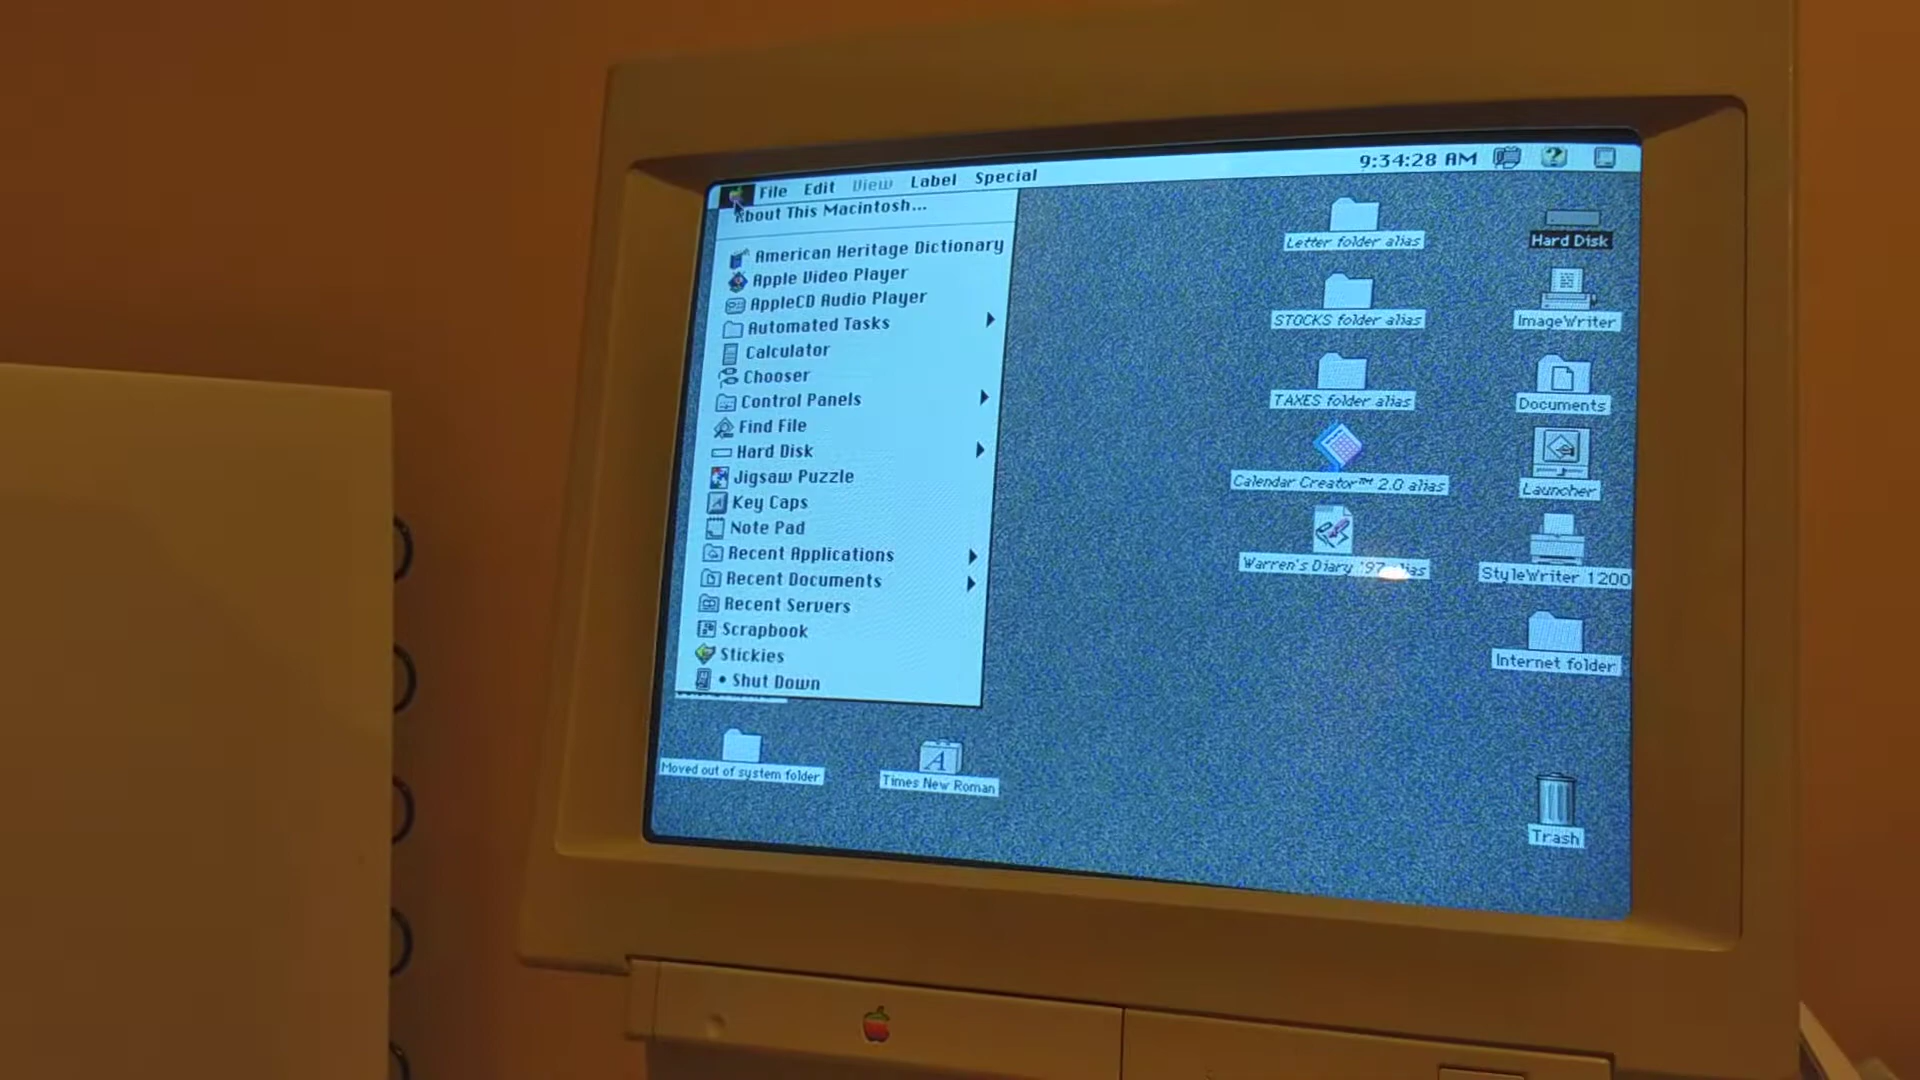 File Edit View Label Special 9:34:28 AM
About This Macintosh...
American Heritage Dictionary
Apple Video Player
AppleCD Audio Player
Automated Tasks
Calculator
Chooser
Control Panels
Find File
Hard Disk
Jigsaw Puzzle
Key Caps
Note Pad
Recent Applications
Recent Documents
Recent Servers
Scrapbook
Stickies
• Shut Down
Moved out of system folder
Times New Roman
Letter folder alias
STOCKS folder alias
TAXES folder alias
Calendar Creator™ 2.0 alias
Warren's Diary '97 alias
Hard Disk
ImageWriter
Documents
Launcher
StyleWriter 1200
Internet folder
Trash